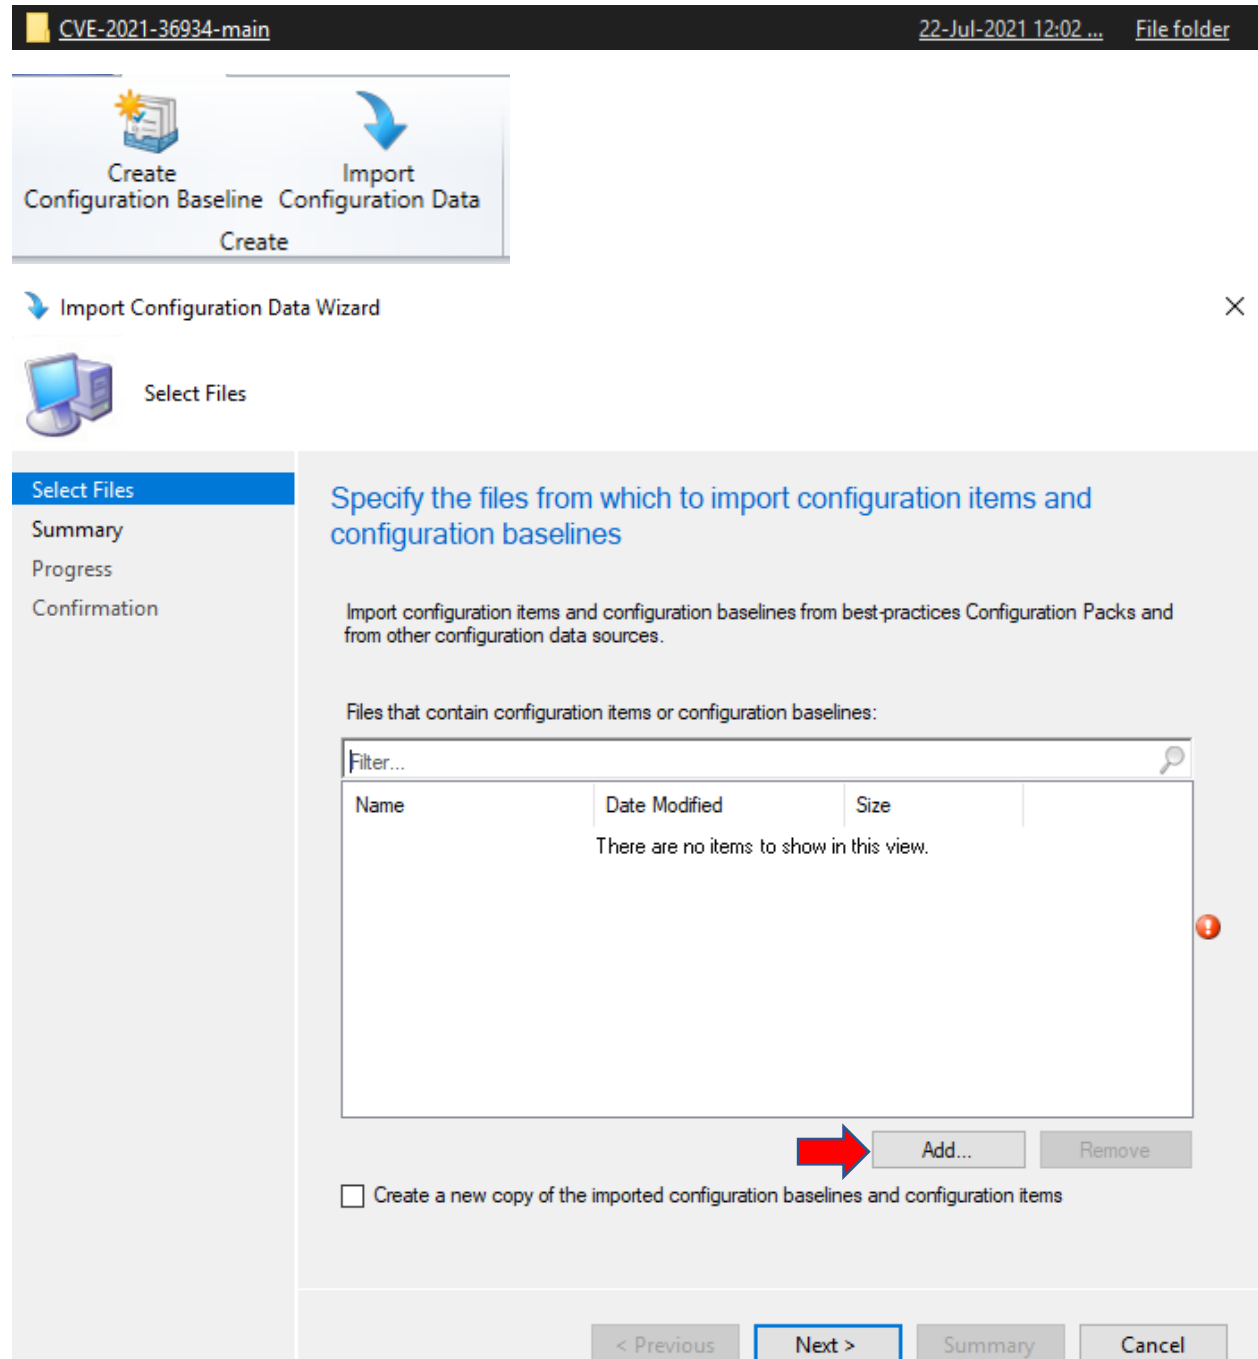 CVE-2021-36934-main 22-Jul-2021 12:02 ... File folder
Create Import
Configuration Baseline Configuration Data
Create
Import Configuration Data Wizard
Select Files
Select Files
Summary
Progress
Confirmation
Specify the files from which to import configuration items and
configuration baselines
Import configuration items and configuration baselines from best-practices Configuration Packs and
from other configuration data sources.
Files that contain configuration items or configuration baselines:
Filter...
Name Date Modified Size
There are no items to show in this view.
Add... Remove
Create a new copy of the imported configuration baselines and configuration items
< Previous Next > Summary Cancel